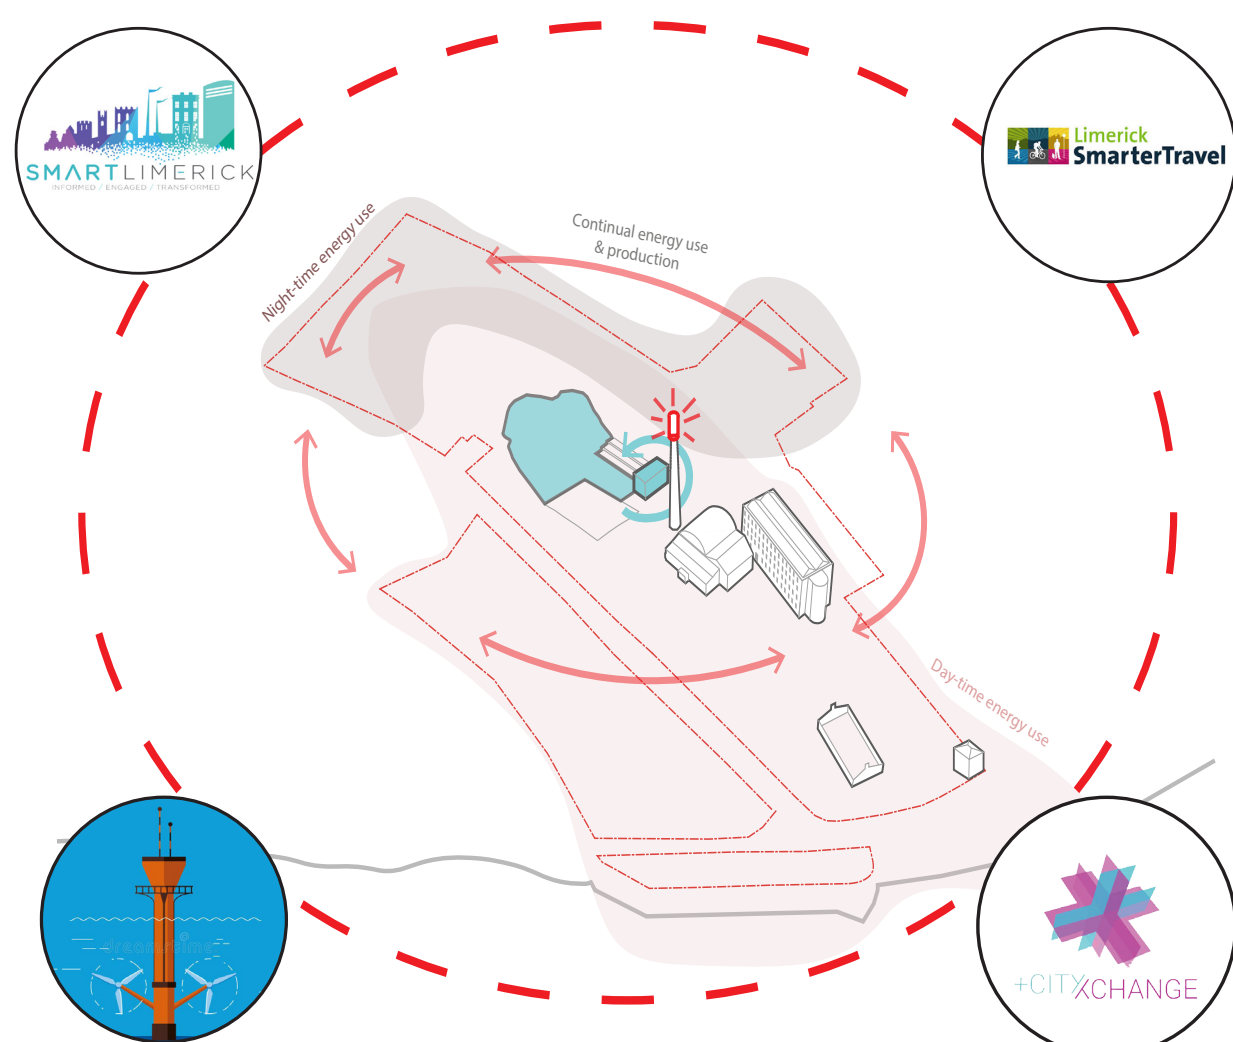 SMARTLIMERICK
INFORMED / ENGAGED / TRANSFORMED
Limerick
SmarterTravel
Night-time energy use
Continual energy use
& production
Day-time energy use
dreamstime
+CITYXCHANGE